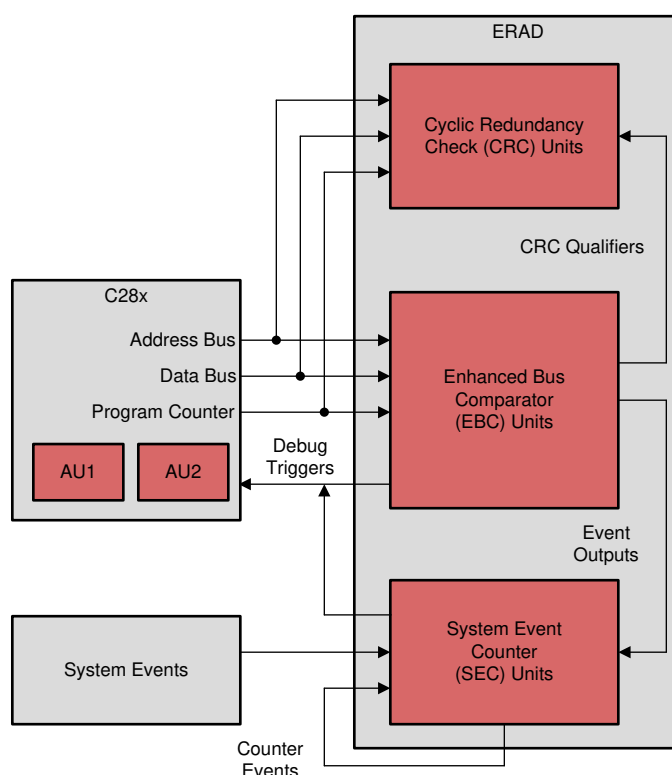 ERAD
Cyclic Redundancy
Check (CRC) Units
CRC Qualifiers
C28x
Address Bus
Data Bus
Program Counter
AU1
AU2
Enhanced Bus
Comparator
(EBC) Units
Debug
Triggers
Event
Outputs
System Event
Counter
(SEC) Units
System Events
Counter
Events